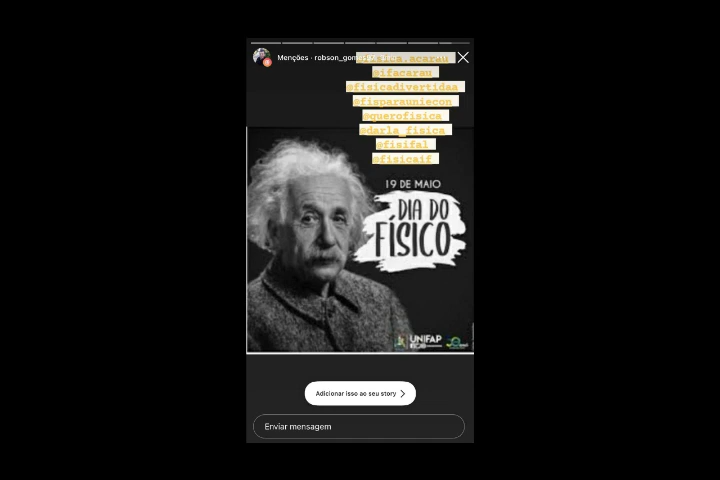 Menções · robson_gom
@ifacarau
@fisicadivertidaa
@fisparauniecon
@querofisica
@darla_fisica
@fisifal
@fisicaif
19 DE MAIO
DIA DO
FÍSICO
UNIFAP
Adicionar isso ao seu story
Enviar mensagem